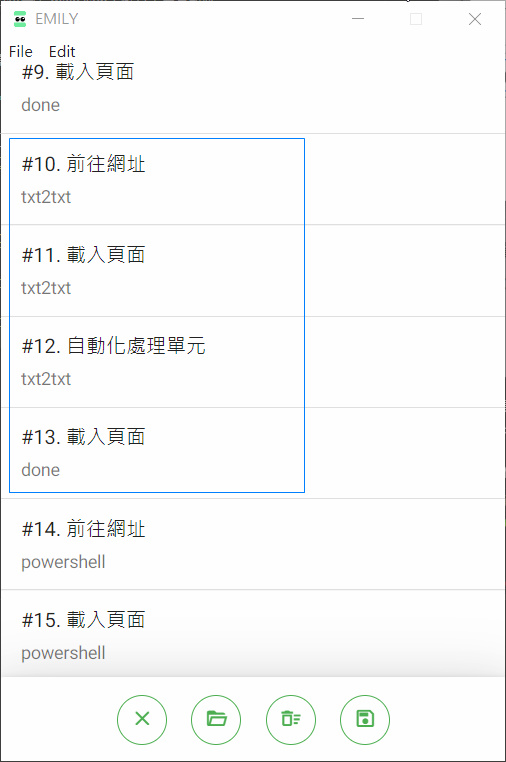 EMILY
File Edit
#9. 載入頁面
done
#10. 前往網址
txt2txt
#11. 載入頁面
txt2txt
#12. 自動化處理單元
txt2txt
#13. 載入頁面
done
#14. 前往網址
powershell
#15. 載入頁面
powershell